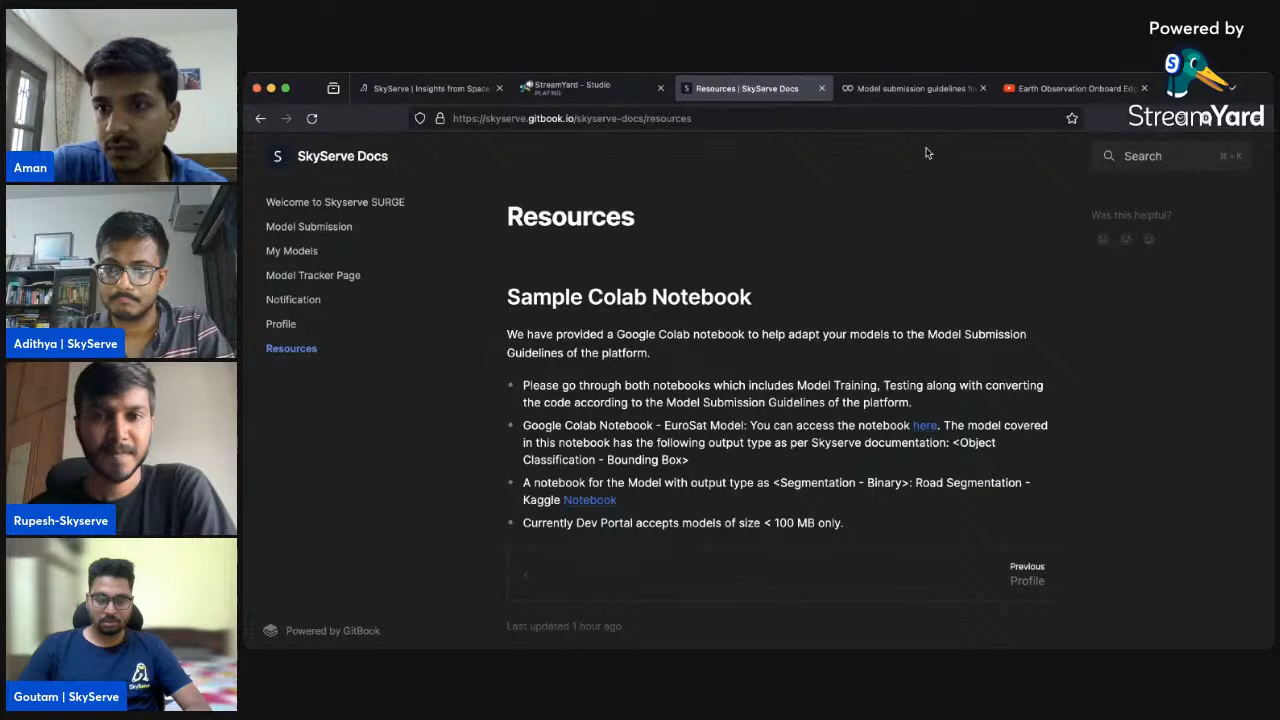 Powered by
StreamYard
Aman
Adithya | SkyServe
Rupesh-Skyserve
SkyServe
Goutam | SkyServe
SkyServe | Insights from Space
StreamYard - Studio
PLAYING
Resources | SkyServe Docs
Model submission guidelines fo
Earth Observation Onboard Ed
https://skyserve.gitbook.io/skyserve-docs/resources
S SkyServe Docs
Search
⌘ + K
Welcome to Skyserve SURGE
Model Submission
My Models
Model Tracker Page
Notification
Profile
Resources
Powered by GitBook
Resources
Sample Colab Notebook
We have provided a Google Colab notebook to help adapt your models to the Model Submission
Guidelines of the platform.
Please go through both notebooks which includes Model Training, Testing along with converting
the code according to the Model Submission Guidelines of the platform.
Google Colab Notebook - EuroSat Model: You can access the notebook here. The model covered
in this notebook has the following output type as per Skyserve documentation: <Object
Classification - Bounding Box>
A notebook for the Model with output type as <Segmentation - Binary>: Road Segmentation -
Kaggle Notebook
Currently Dev Portal accepts models of size < 100 MB only.
Previous
Profile
Last updated 1 hour ago
Was this helpful?